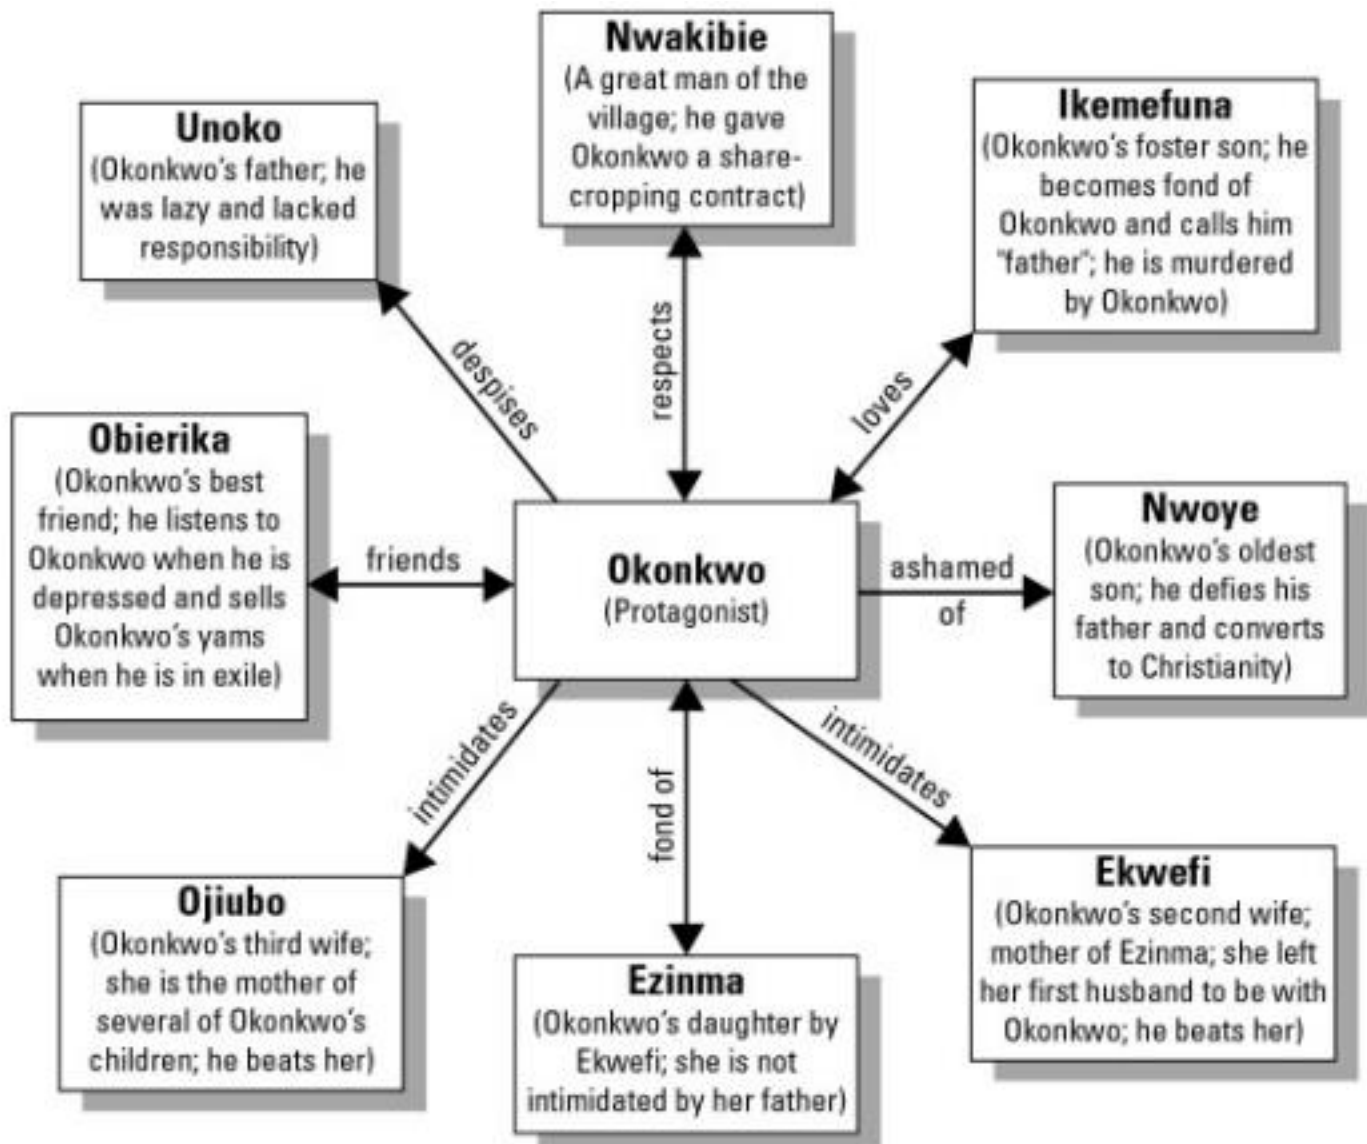 Nwakibie
(A great man of the
village; he gave
Okonkwo a share-
cropping contract)
Unoko
(Okonkwo's father; he
was lazy and lacked
responsibility)
Ikemefuna
(Okonkwo's foster son; he
becomes fond of
Okonkwo and calls him
"father"; he is murdered
by Okonkwo)
despises
respects
loves
Obierika
(Okonkwo's best
friend; he listens to
Okonkwo when he is
depressed and sells
Okonkwo's yams
when he is in exile)
friends
Okonkwo
(Protagonist)
ashamed
of
Nwoye
(Okonkwo's oldest
son; he defies his
father and converts
to Christianity)
intimidates
fond of
intimidates
Ojiubo
(Okonkwo's third wife;
she is the mother of
several of Okonkwo's
children; he beats her)
Ezinma
(Okonkwo's daughter by
Ekwefi; she is not
intimidated by her father)
Ekwefi
(Okonkwo's second wife;
mother of Ezinma; she left
her first husband to be with
Okonkwo; he beats her)